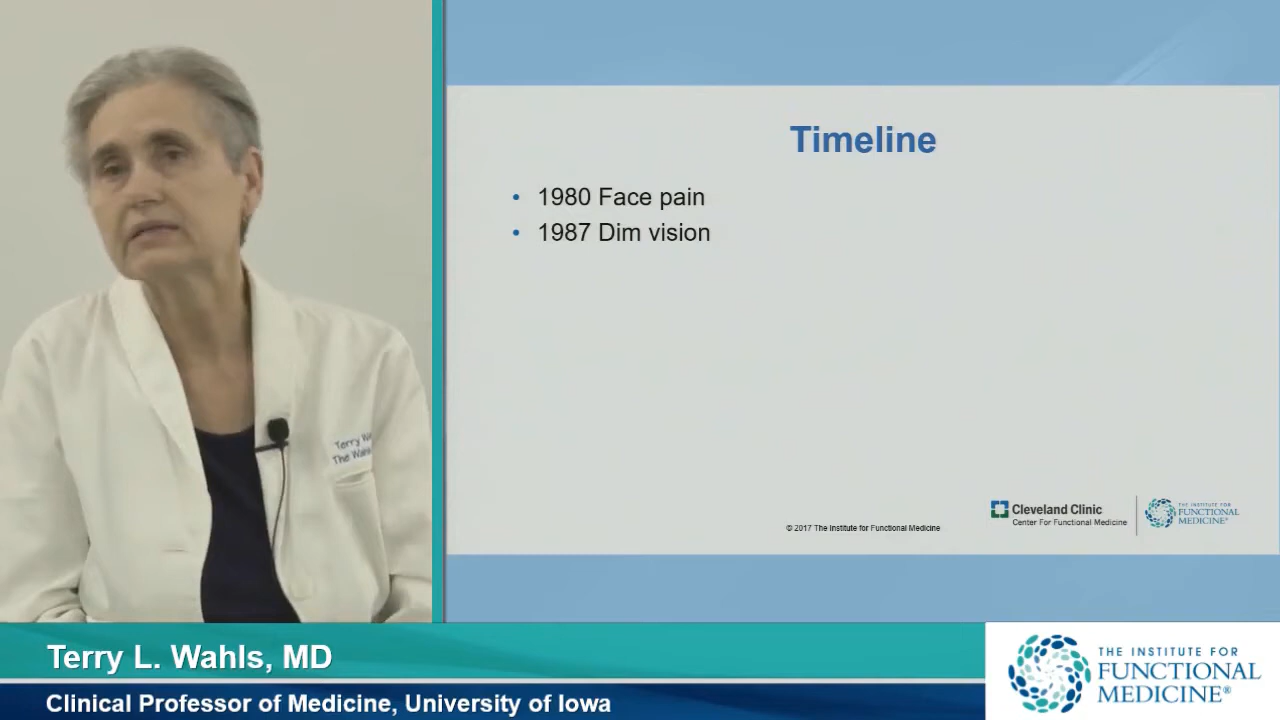 Timeline
• 1980 Face pain
• 1987 Dim vision
Terry
The
© 2017 The Institute for Functional Medicine
Cleveland Clinic
Center For Functional Medicine
THE INSTITUTE FOR
FUNCTIONAL
MEDICINE®
Terry L. Wahls, MD
Clinical Professor of Medicine, University of Iowa
THE INSTITUTE FOR
FUNCTIONAL
MEDICINE®